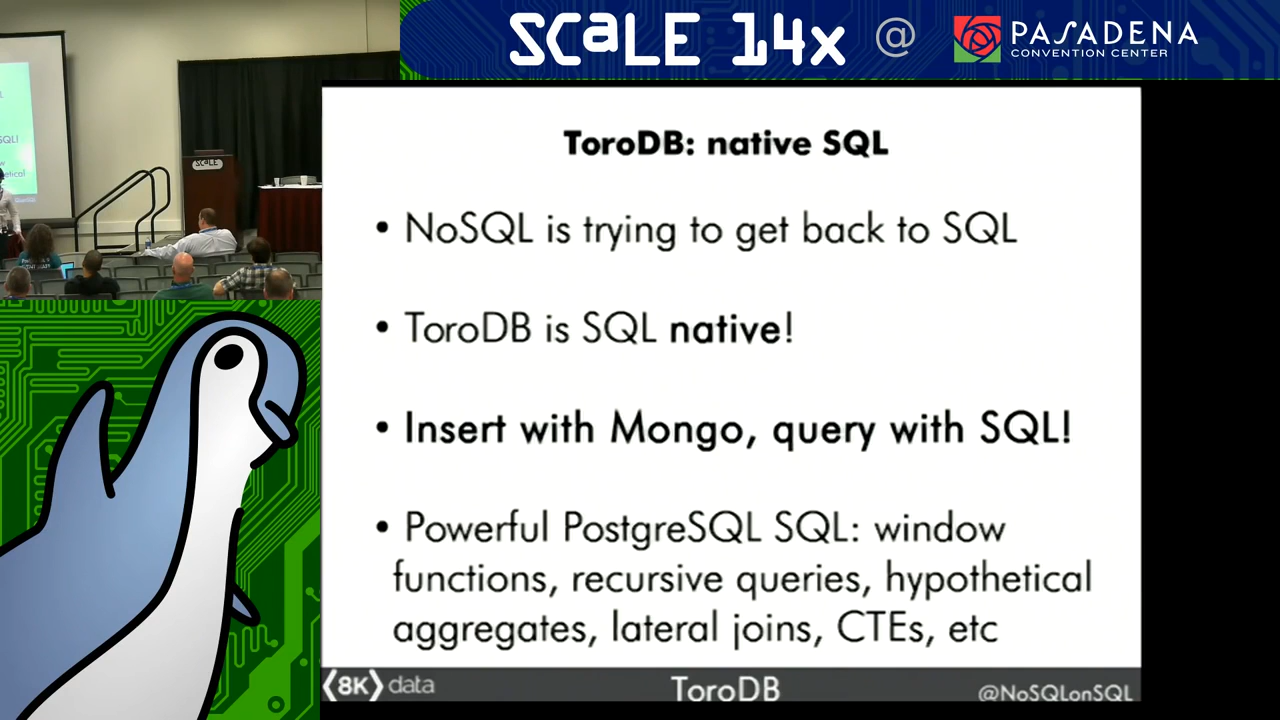 SCaLE 14x @ PASADENA
CONVENTION CENTER
SCaLE
ToroDB: native SQL
• NoSQL is trying to get back to SQL
• ToroDB is SQL native!
• Insert with Mongo, query with SQL!
• Powerful PostgreSQL SQL: window
functions, recursive queries, hypothetical
aggregates, lateral joins, CTEs, etc
⟨8K⟩ data
ToroDB
@NoSQLonSQL